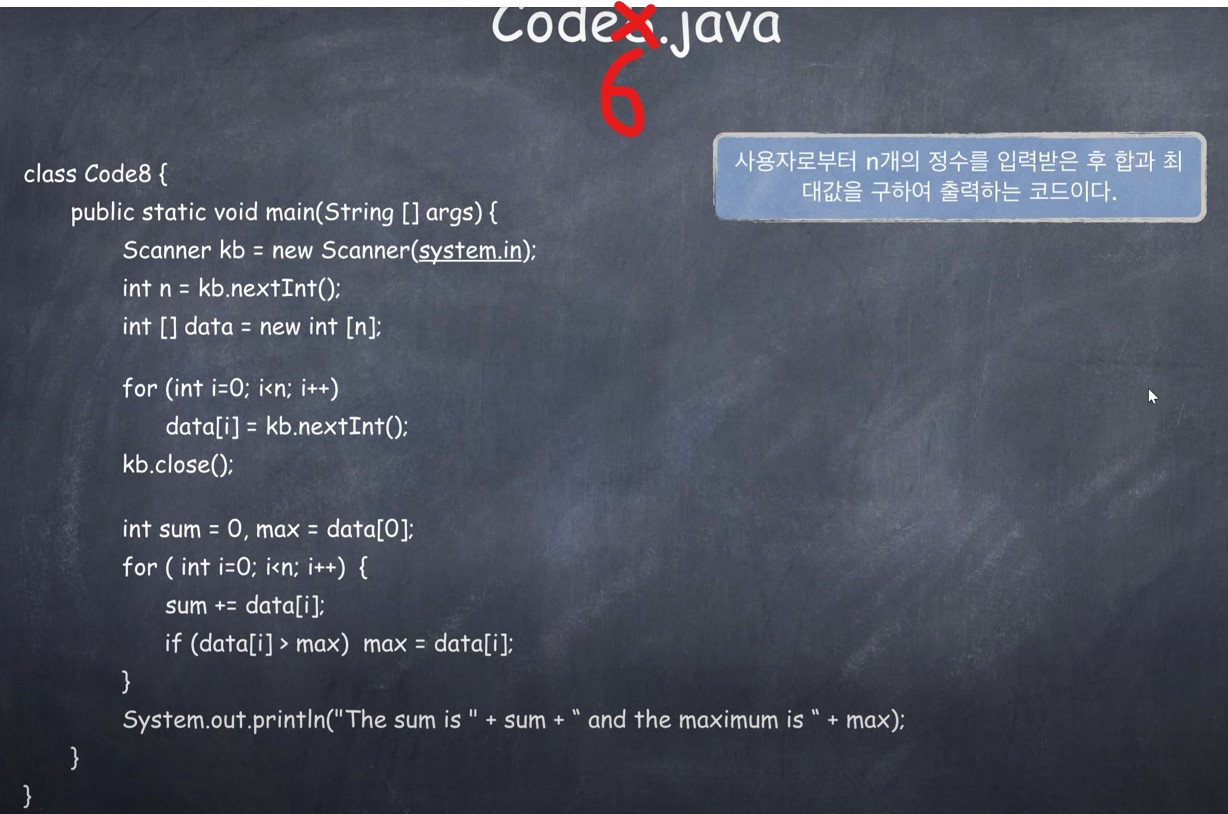 Code8.java
6
사용자로부터 n개의 정수를 입력받은 후 합과 최
대값을 구하여 출력하는 코드이다.
class Code8 {
public static void main(String [] args) {
Scanner kb = new Scanner(system.in);
int n = kb.nextInt();
int [] data = new int [n];
for (int i=0; i<n; i++)
data[i] = kb.nextInt();
kb.close();
int sum = 0, max = data[0];
for ( int i=0; i<n; i++) {
sum += data[i];
if (data[i] > max) max = data[i];
}
System.out.println("The sum is " + sum + “ and the maximum is “ + max);
}
}